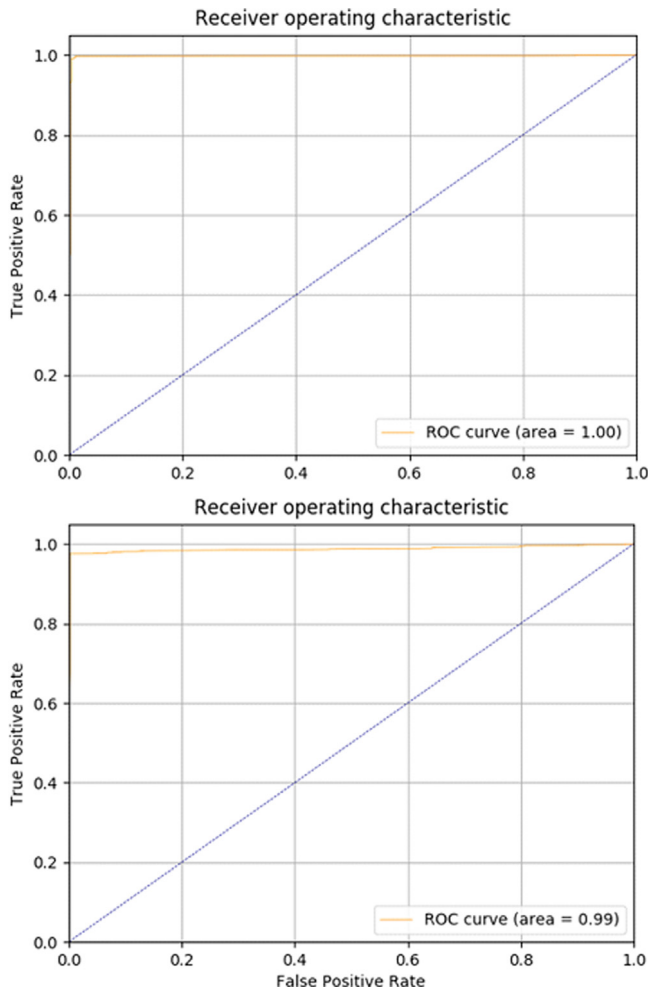 Receiver operating characteristic
1.0
0.8
0.6
0.4
0.2
0.0
True Positive Rate
ROC curve (area = 1.00)
0.0 0.2 0.4 0.6 0.8 1.0
Receiver operating characteristic
1.0
0.8
0.6
0.4
0.2
0.0
True Positive Rate
ROC curve (area = 0.99)
0.0 0.2 0.4 0.6 0.8 1.0
False Positive Rate